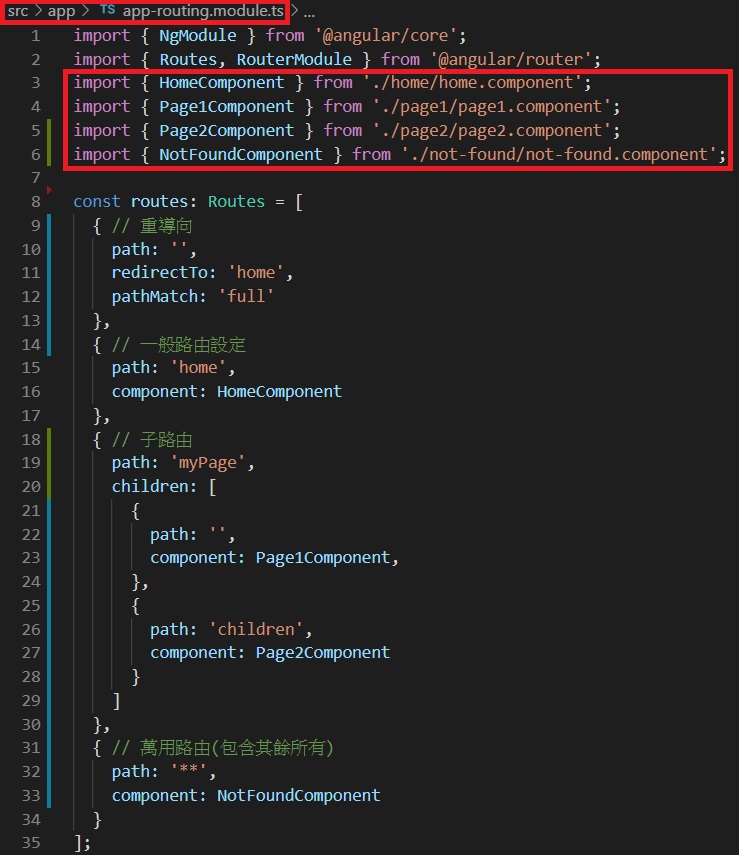 src > app > TS app-routing.module.ts > ...
1 import { NgModule } from '@angular/core';
2 import { Routes, RouterModule } from '@angular/router';
3 import { HomeComponent } from './home/home.component';
4 import { Page1Component } from './page1/page1.component';
5 import { Page2Component } from './page2/page2.component';
6 import { NotFoundComponent } from './not-found/not-found.component';
7
8 const routes: Routes = [
9   { // 重導向
10     path: '',
11     redirectTo: 'home',
12     pathMatch: 'full'
13   },
14   { // 一般路由設定
15     path: 'home',
16     component: HomeComponent
17   },
18   { // 子路由
19     path: 'myPage',
20     children: [
21       {
22         path: '',
23         component: Page1Component,
24       },
25       {
26         path: 'children',
27         component: Page2Component
28       }
29     ]
30   },
31   { // 萬用路由(包含其餘所有)
32     path: '**',
33     component: NotFoundComponent
34   }
35 ];